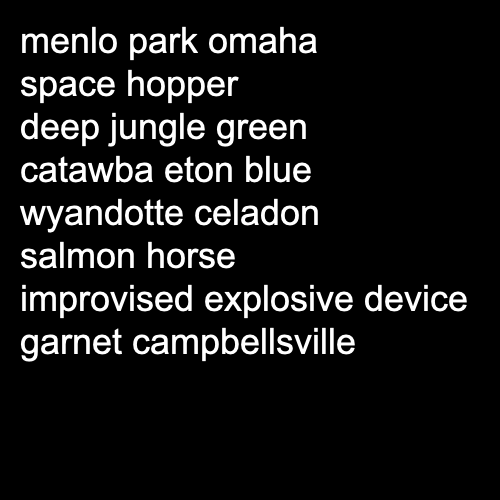 menlo park omaha
space hopper
deep jungle green
catawba eton blue
wyandotte celadon
salmon horse
improvised explosive device
garnet campbellsville